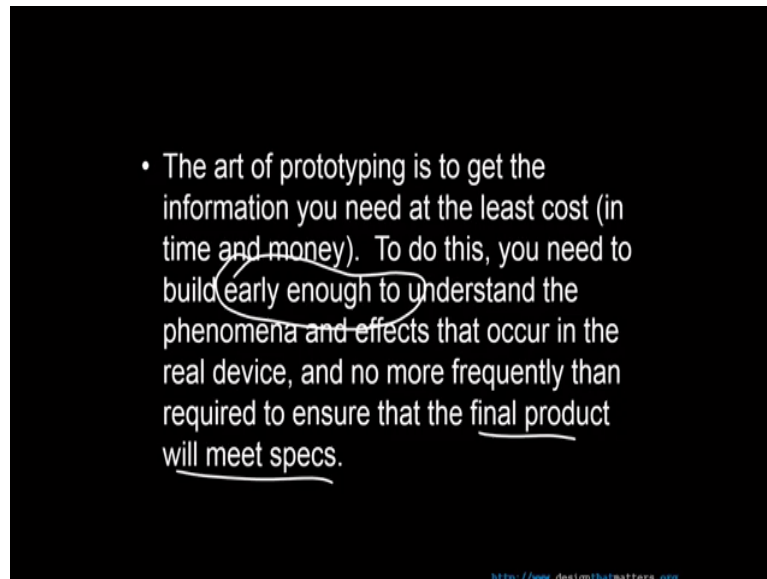 • The art of prototyping is to get the
information you need at the least cost (in
time and money). To do this, you need to
build early enough to understand the
phenomena and effects that occur in the
real device, and no more frequently than
required to ensure that the final product
will meet specs.
http://www.designthatmatters.org